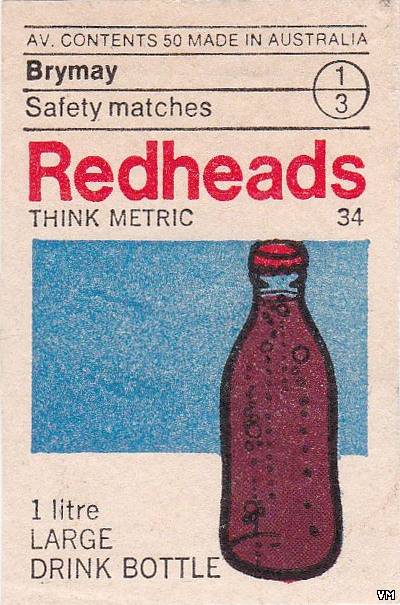 AV. CONTENTS 50 MADE IN AUSTRALIA
Brymay
Safety matches
1
3
Redheads
THINK METRIC 34
1 litre
LARGE
DRINK BOTTLE
VM